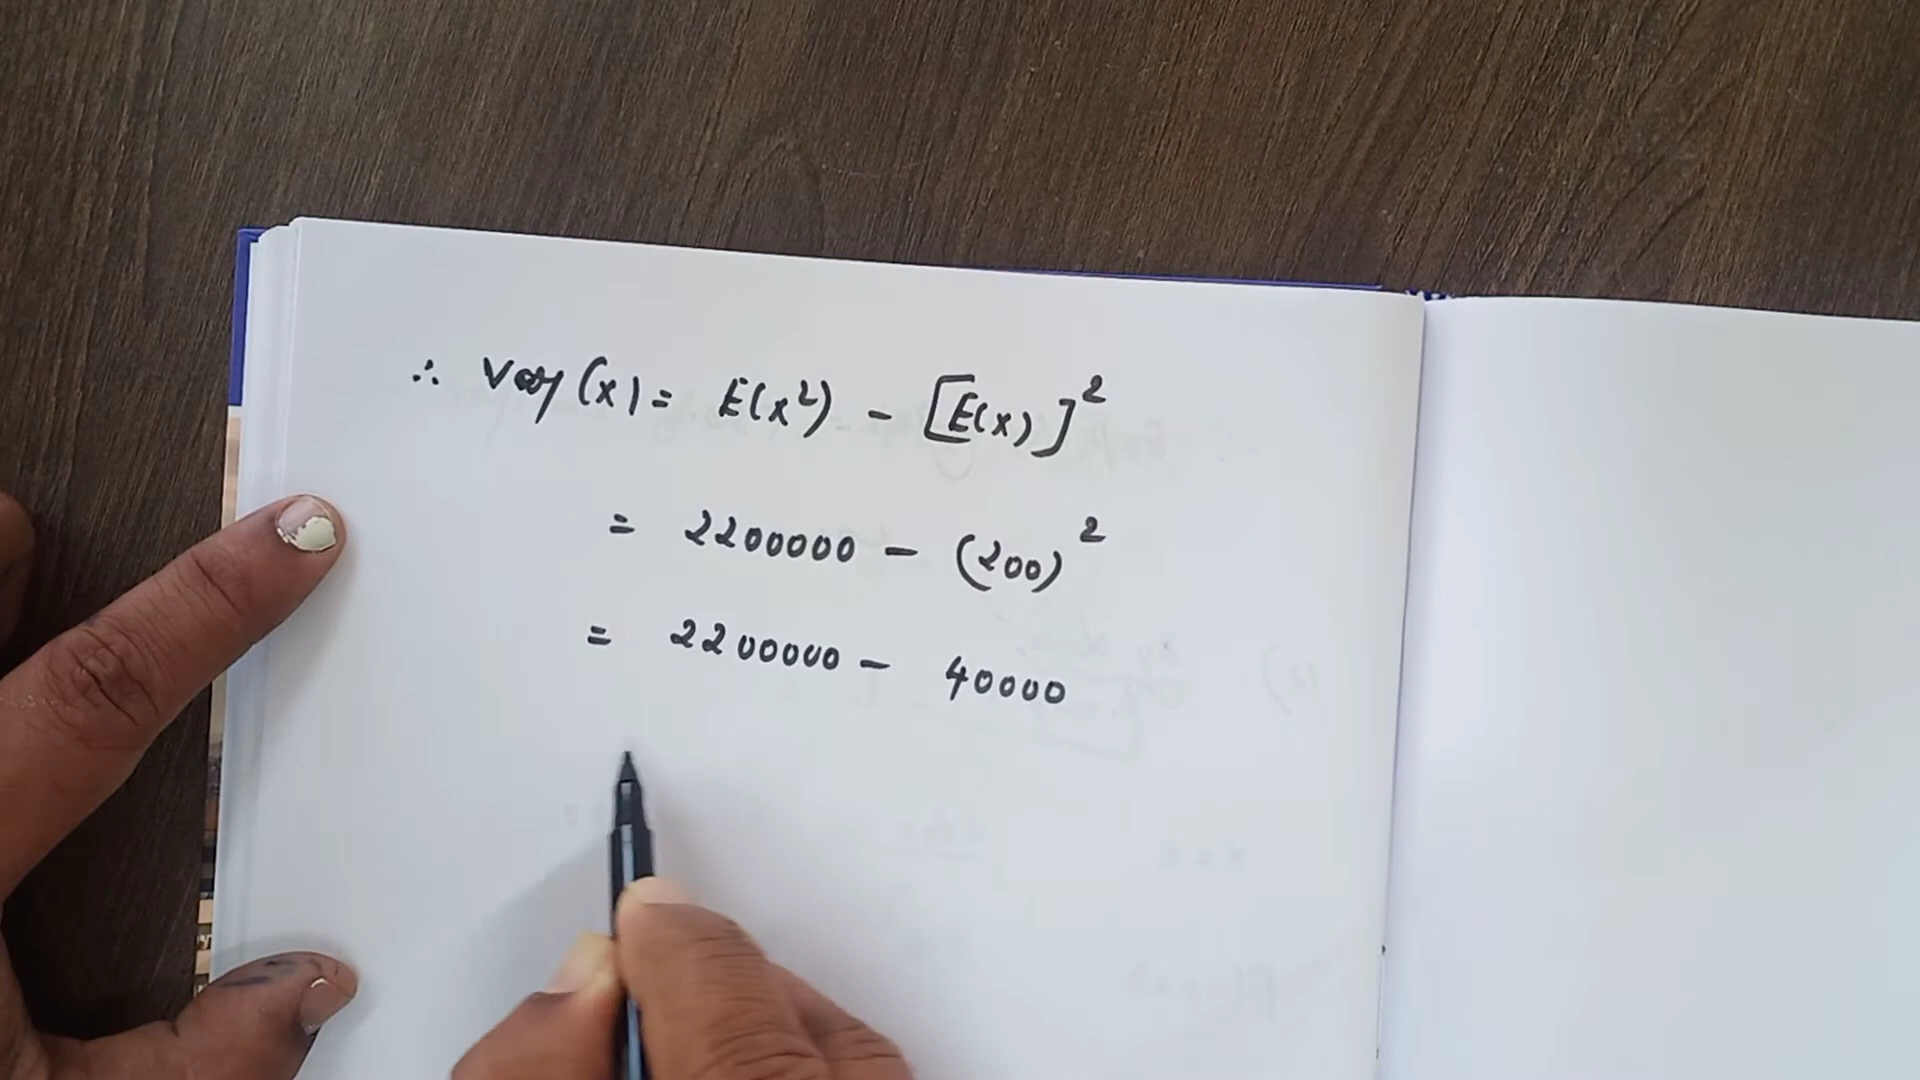 ∴ Var(x) = E(x²) - [E(x)]²
= 2200000 - (200)²
= 2200000 - 40000